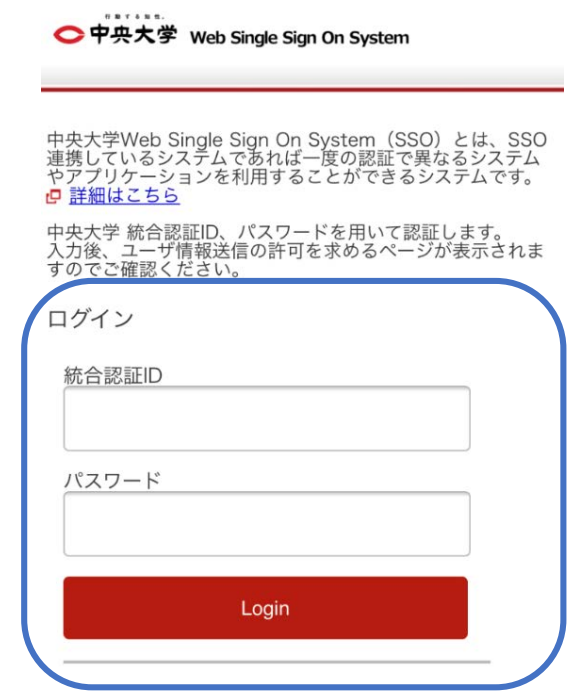 行動する知性。
中央大学 Web Single Sign On System
中央大学Web Single Sign On System（SSO）とは、SSO
連携しているシステムであれば一度の認証で異なるシステム
やアプリケーションを利用することができるシステムです。
詳細はこちら
中央大学 統合認証ID、パスワードを用いて認証します。
入力後、ユーザ情報送信の許可を求めるページが表示されま
すのでご確認ください。
ログイン
統合認証ID
パスワード
Login